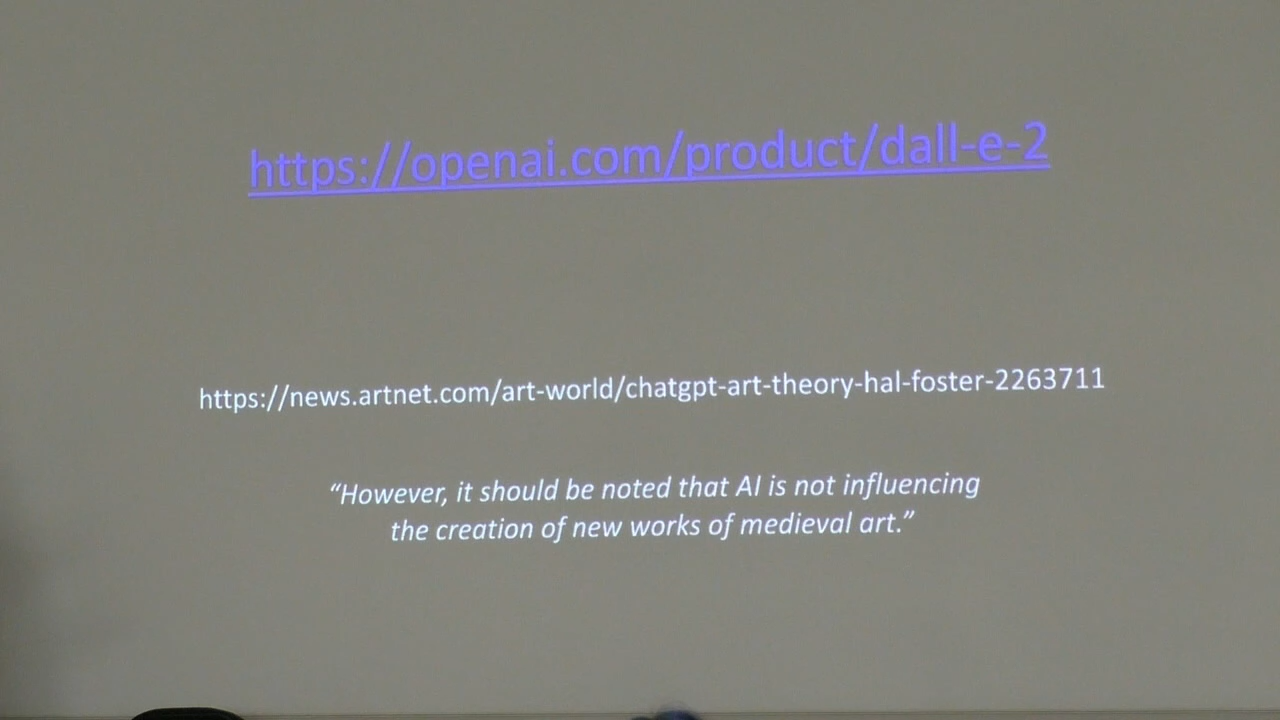 https://openai.com/product/dall-e-2
https://news.artnet.com/art-world/chatgpt-art-theory-hal-foster-2263711
“However, it should be noted that AI is not influencing
the creation of new works of medieval art.”